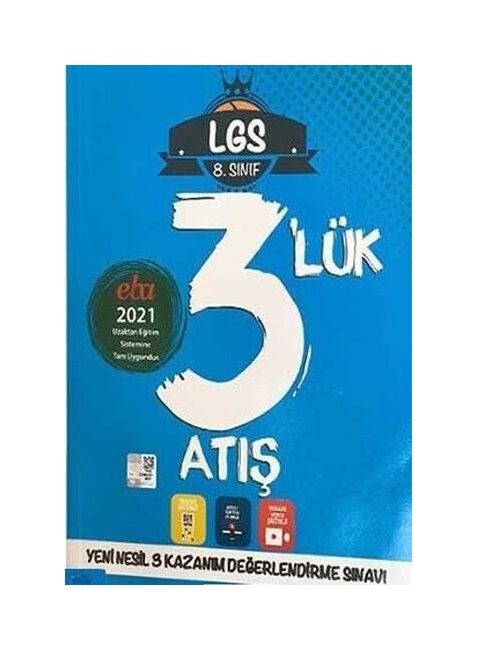 LGS
8. SINIF
3'LÜK
eba
2021
Uzaktan Eğitim
Sistemine
Tam Uygundur.
ATIŞ
YENİ NESİL 3 KAZANIM DEĞERLENDİRME SINAVI